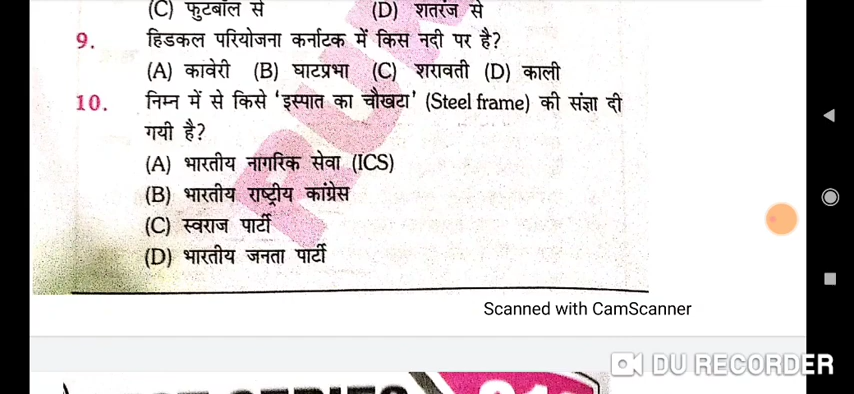 (C) फुटबॉल से (D) शतरंज से
9. हिडकल परियोजना कर्नाटक में किस नदी पर है?
(A) कावेरी (B) घाटप्रभा (C) शरावती (D) काली
10. निम्न में से किसे 'इस्पात का चौखटा' (Steel frame) की संज्ञा दी
गयी है?
(A) भारतीय नागरिक सेवा (ICS)
(B) भारतीय राष्ट्रीय कांग्रेस
(C) स्वराज पार्टी
(D) भारतीय जनता पार्टी
Scanned with CamScanner
DU RECORDER